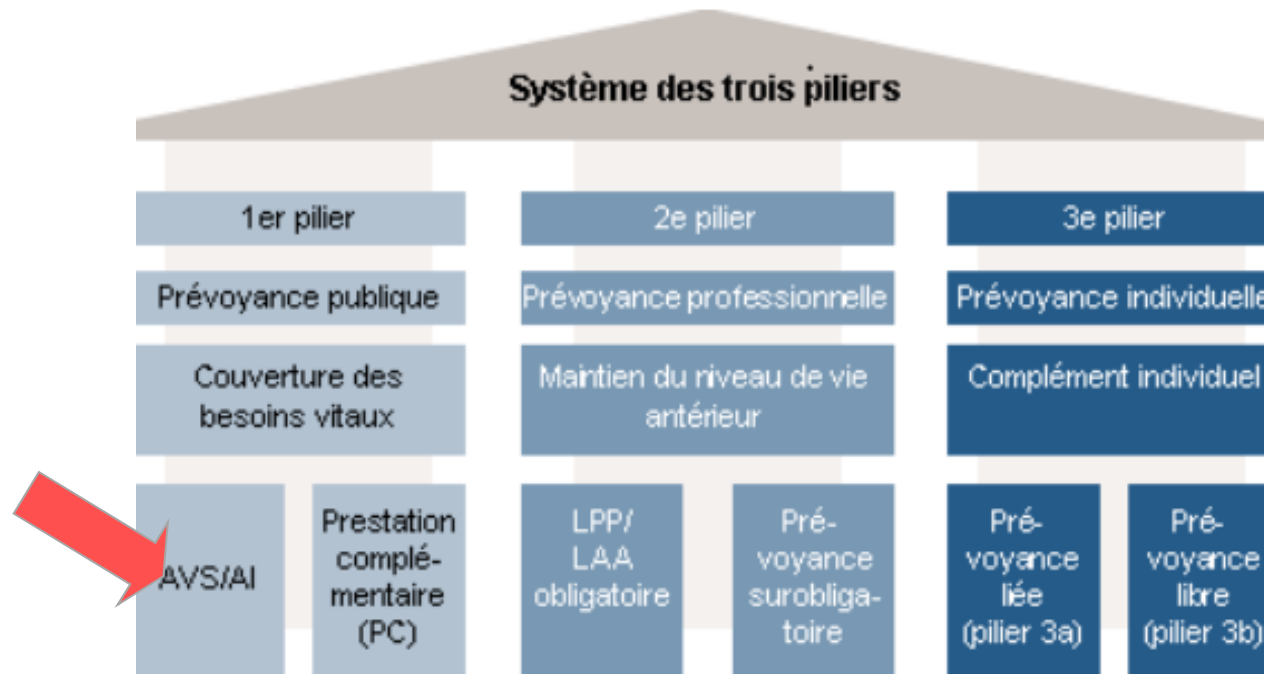 Système des trois piliers
1er pilier
2e pilier
3e pilier
Prévoyance publique
Prévoyance professionnelle
Prévoyance individuelle
Couverture des
besoins vitaux
Maintien du niveau de vie
antérieur
Complément individuel
AVS/AI
Prestation
complé-
mentaire
(PC)
LPP/
LAA
obligatoire
Pré-
voyance
surobliga-
toire
Pré-
voyance
liée
(pilier 3a)
Pré-
voyance
libre
(pilier 3b)